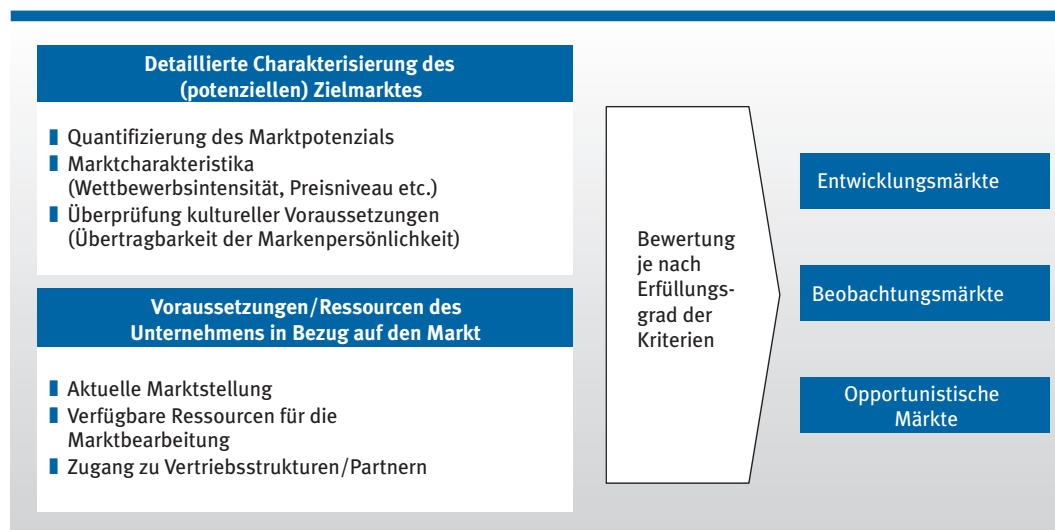 Detaillierte Charakterisierung des
(potenziellen) Zielmarktes
Quantifizierung des Marktpotenzials
Marktcharakteristika
(Wettbewerbsintensität, Preisniveau etc.)
Überprüfung kultureller Voraussetzungen
(Übertragbarkeit der Markenpersönlichkeit)
Voraussetzungen/Ressourcen des
Unternehmens in Bezug auf den Markt
Aktuelle Marktstellung
Verfügbare Ressourcen für die
Marktbearbeitung
Zugang zu Vertriebsstrukturen/Partnern
Bewertung
je nach
Erfüllungs-
grad der
Kriterien
Entwicklungsmärkte
Beobachtungsmärkte
Opportunistische
Märkte